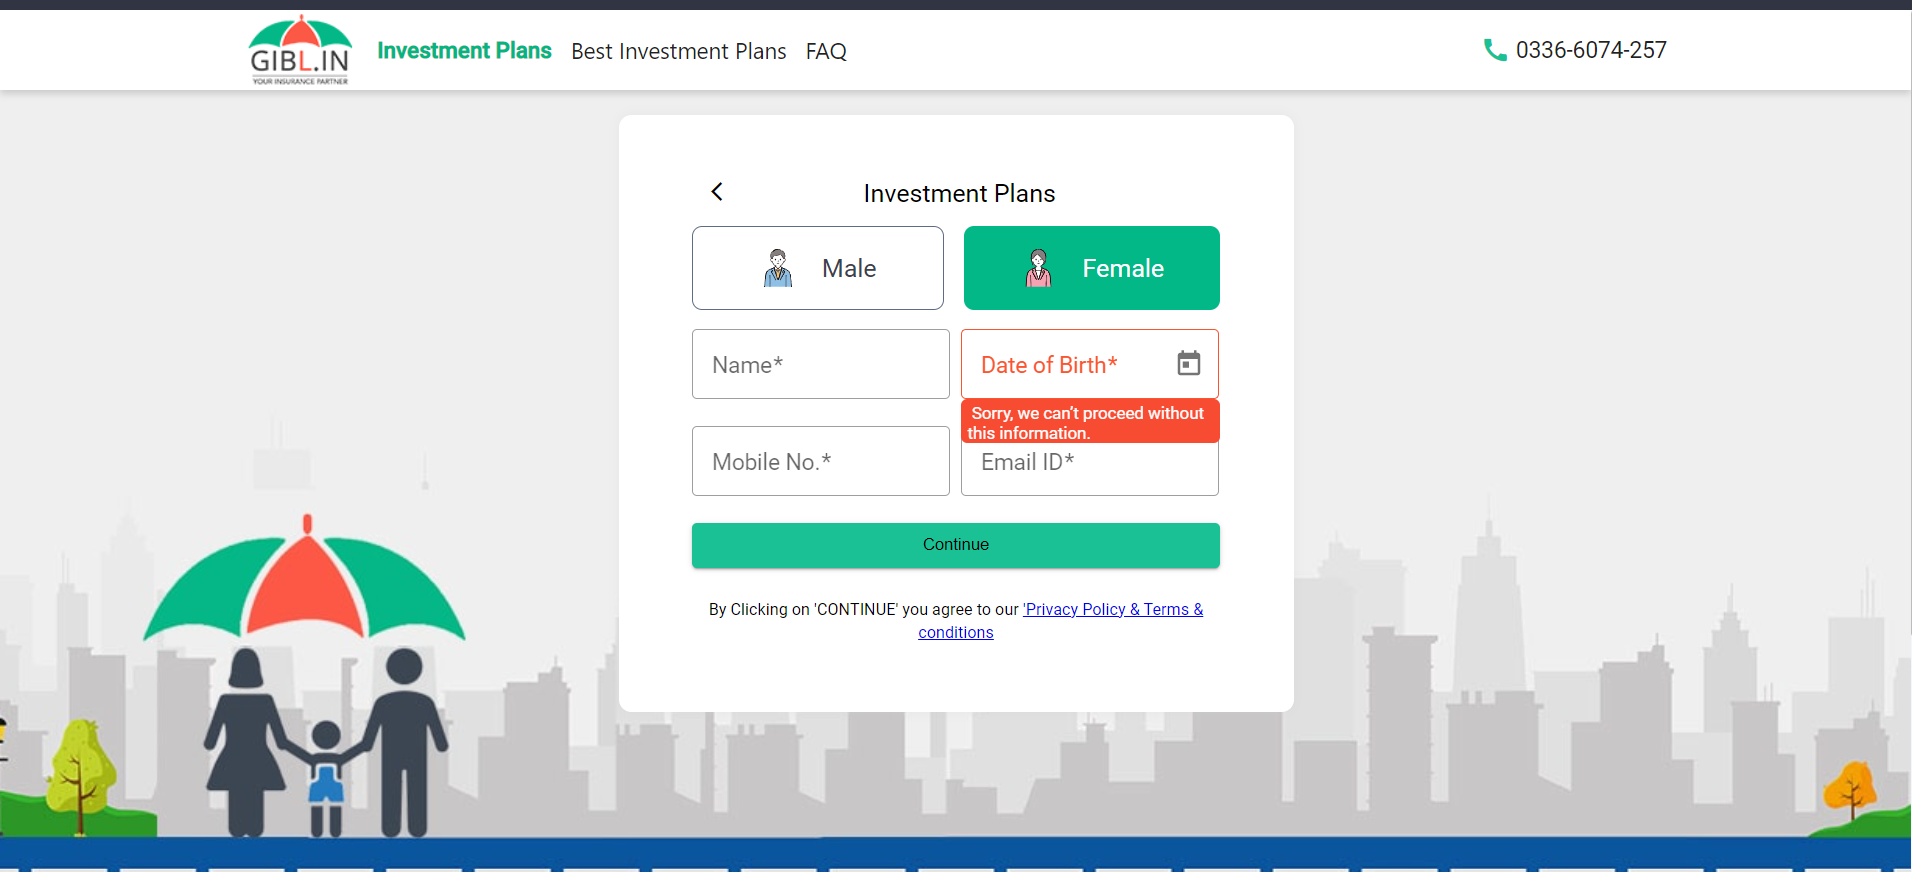 GIBL.IN
YOUR INSURANCE PARTNER
Investment Plans
Best Investment Plans
FAQ
0336-6074-257
Investment Plans
Male
Female
Name*
Date of Birth*
Sorry, we can't proceed without
this information.
Mobile No.*
Email ID*
Continue
By Clicking on 'CONTINUE' you agree to our 'Privacy Policy & Terms &
conditions